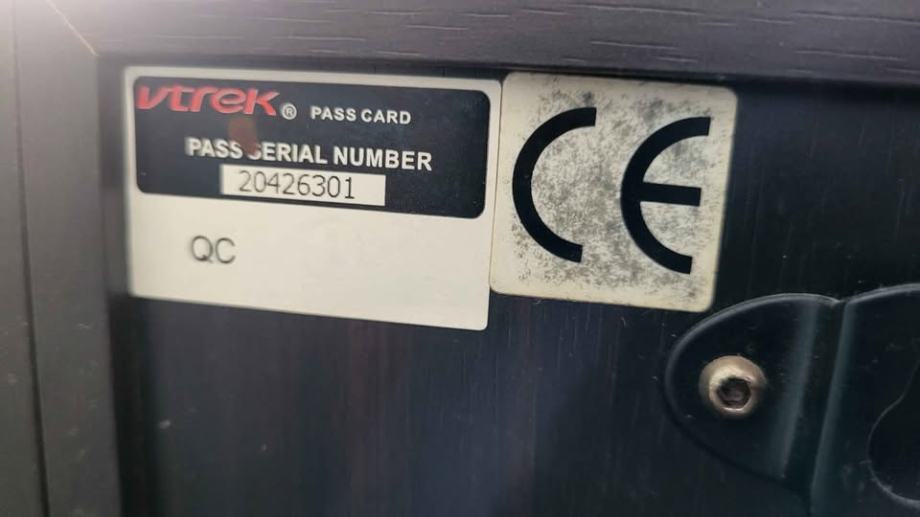 vtrek® PASS CARD
PASS SERIAL NUMBER
20426301
QC
CE